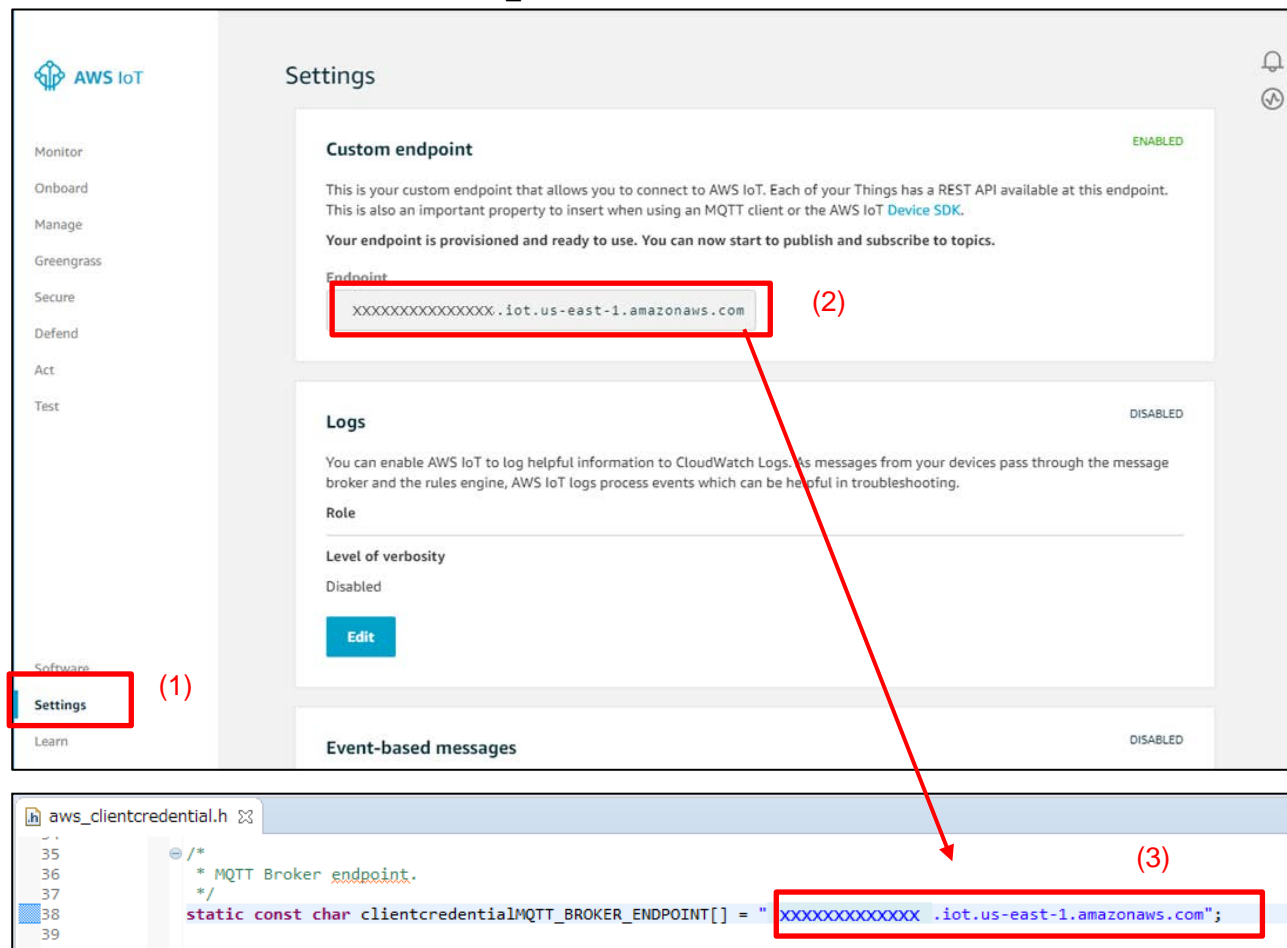 AWS IoT
Monitor
Onboard
Manage
Greengrass
Secure
Defend
Act
Test
Software
Settings
Learn
(1)
Settings
Custom endpoint
ENABLED
This is your custom endpoint that allows you to connect to AWS IoT. Each of your Things has a REST API available at this endpoint.
This is also an important property to insert when using an MQTT client or the AWS IoT Device SDK.
Your endpoint is provisioned and ready to use. You can now start to publish and subscribe to topics.
Endpoint
XXXXXXXXXXXXXXX.iot.us-east-1.amazonaws.com
(2)
Logs
DISABLED
You can enable AWS IoT to log helpful information to CloudWatch Logs. As messages from your devices pass through the message
broker and the rules engine, AWS IoT logs process events which can be helpful in troubleshooting.
Role
Level of verbosity
Disabled
Edit
Event-based messages
DISABLED
aws_clientcredential.h
35 /*
36 * MQTT Broker endpoint.
37 */
38 static const char clientcredentialMQTT_BROKER_ENDPOINT[] = " XXXXXXXXXXXXX .iot.us-east-1.amazonaws.com";
39
(3)